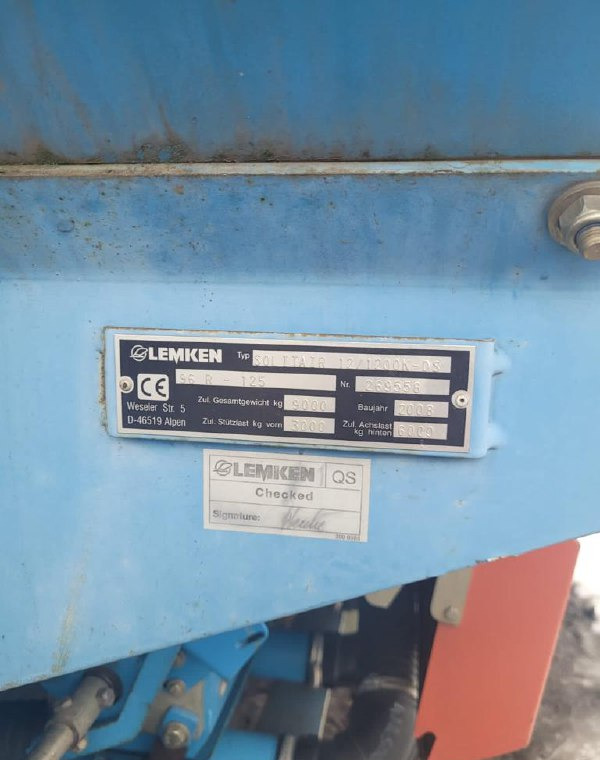 LEMKEN Typ SOLITAIR 12/1200K-DS
CE 96 R - 125 Nr. 269558
Weseler Str. 5 Zul. Gesamtgewicht kg 9000 Baujahr 2008
D-46519 Alpen Zul. Stützlast kg vorn 3000 Zul. Achslast kg hinten 6000
LEMKEN QS
Checked
Signature: